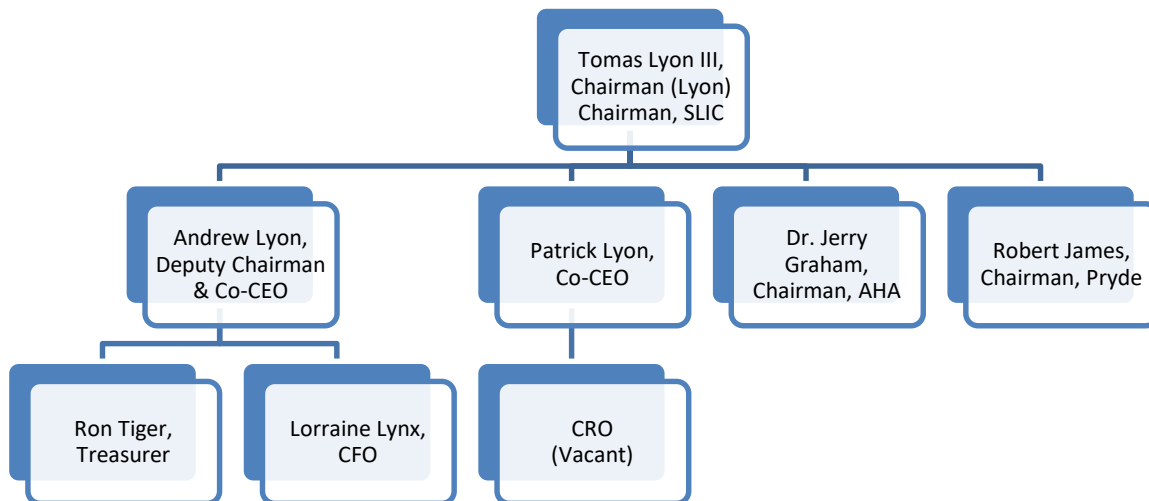 Tomas Lyon III,
Chairman (Lyon)
Chairman, SLIC
Andrew Lyon,
Deputy Chairman
& Co-CEO
Patrick Lyon,
Co-CEO
Dr. Jerry
Graham,
Chairman, AHA
Robert James,
Chairman, Pryde
Ron Tiger,
Treasurer
Lorraine Lynx,
CFO
CRO
(Vacant)